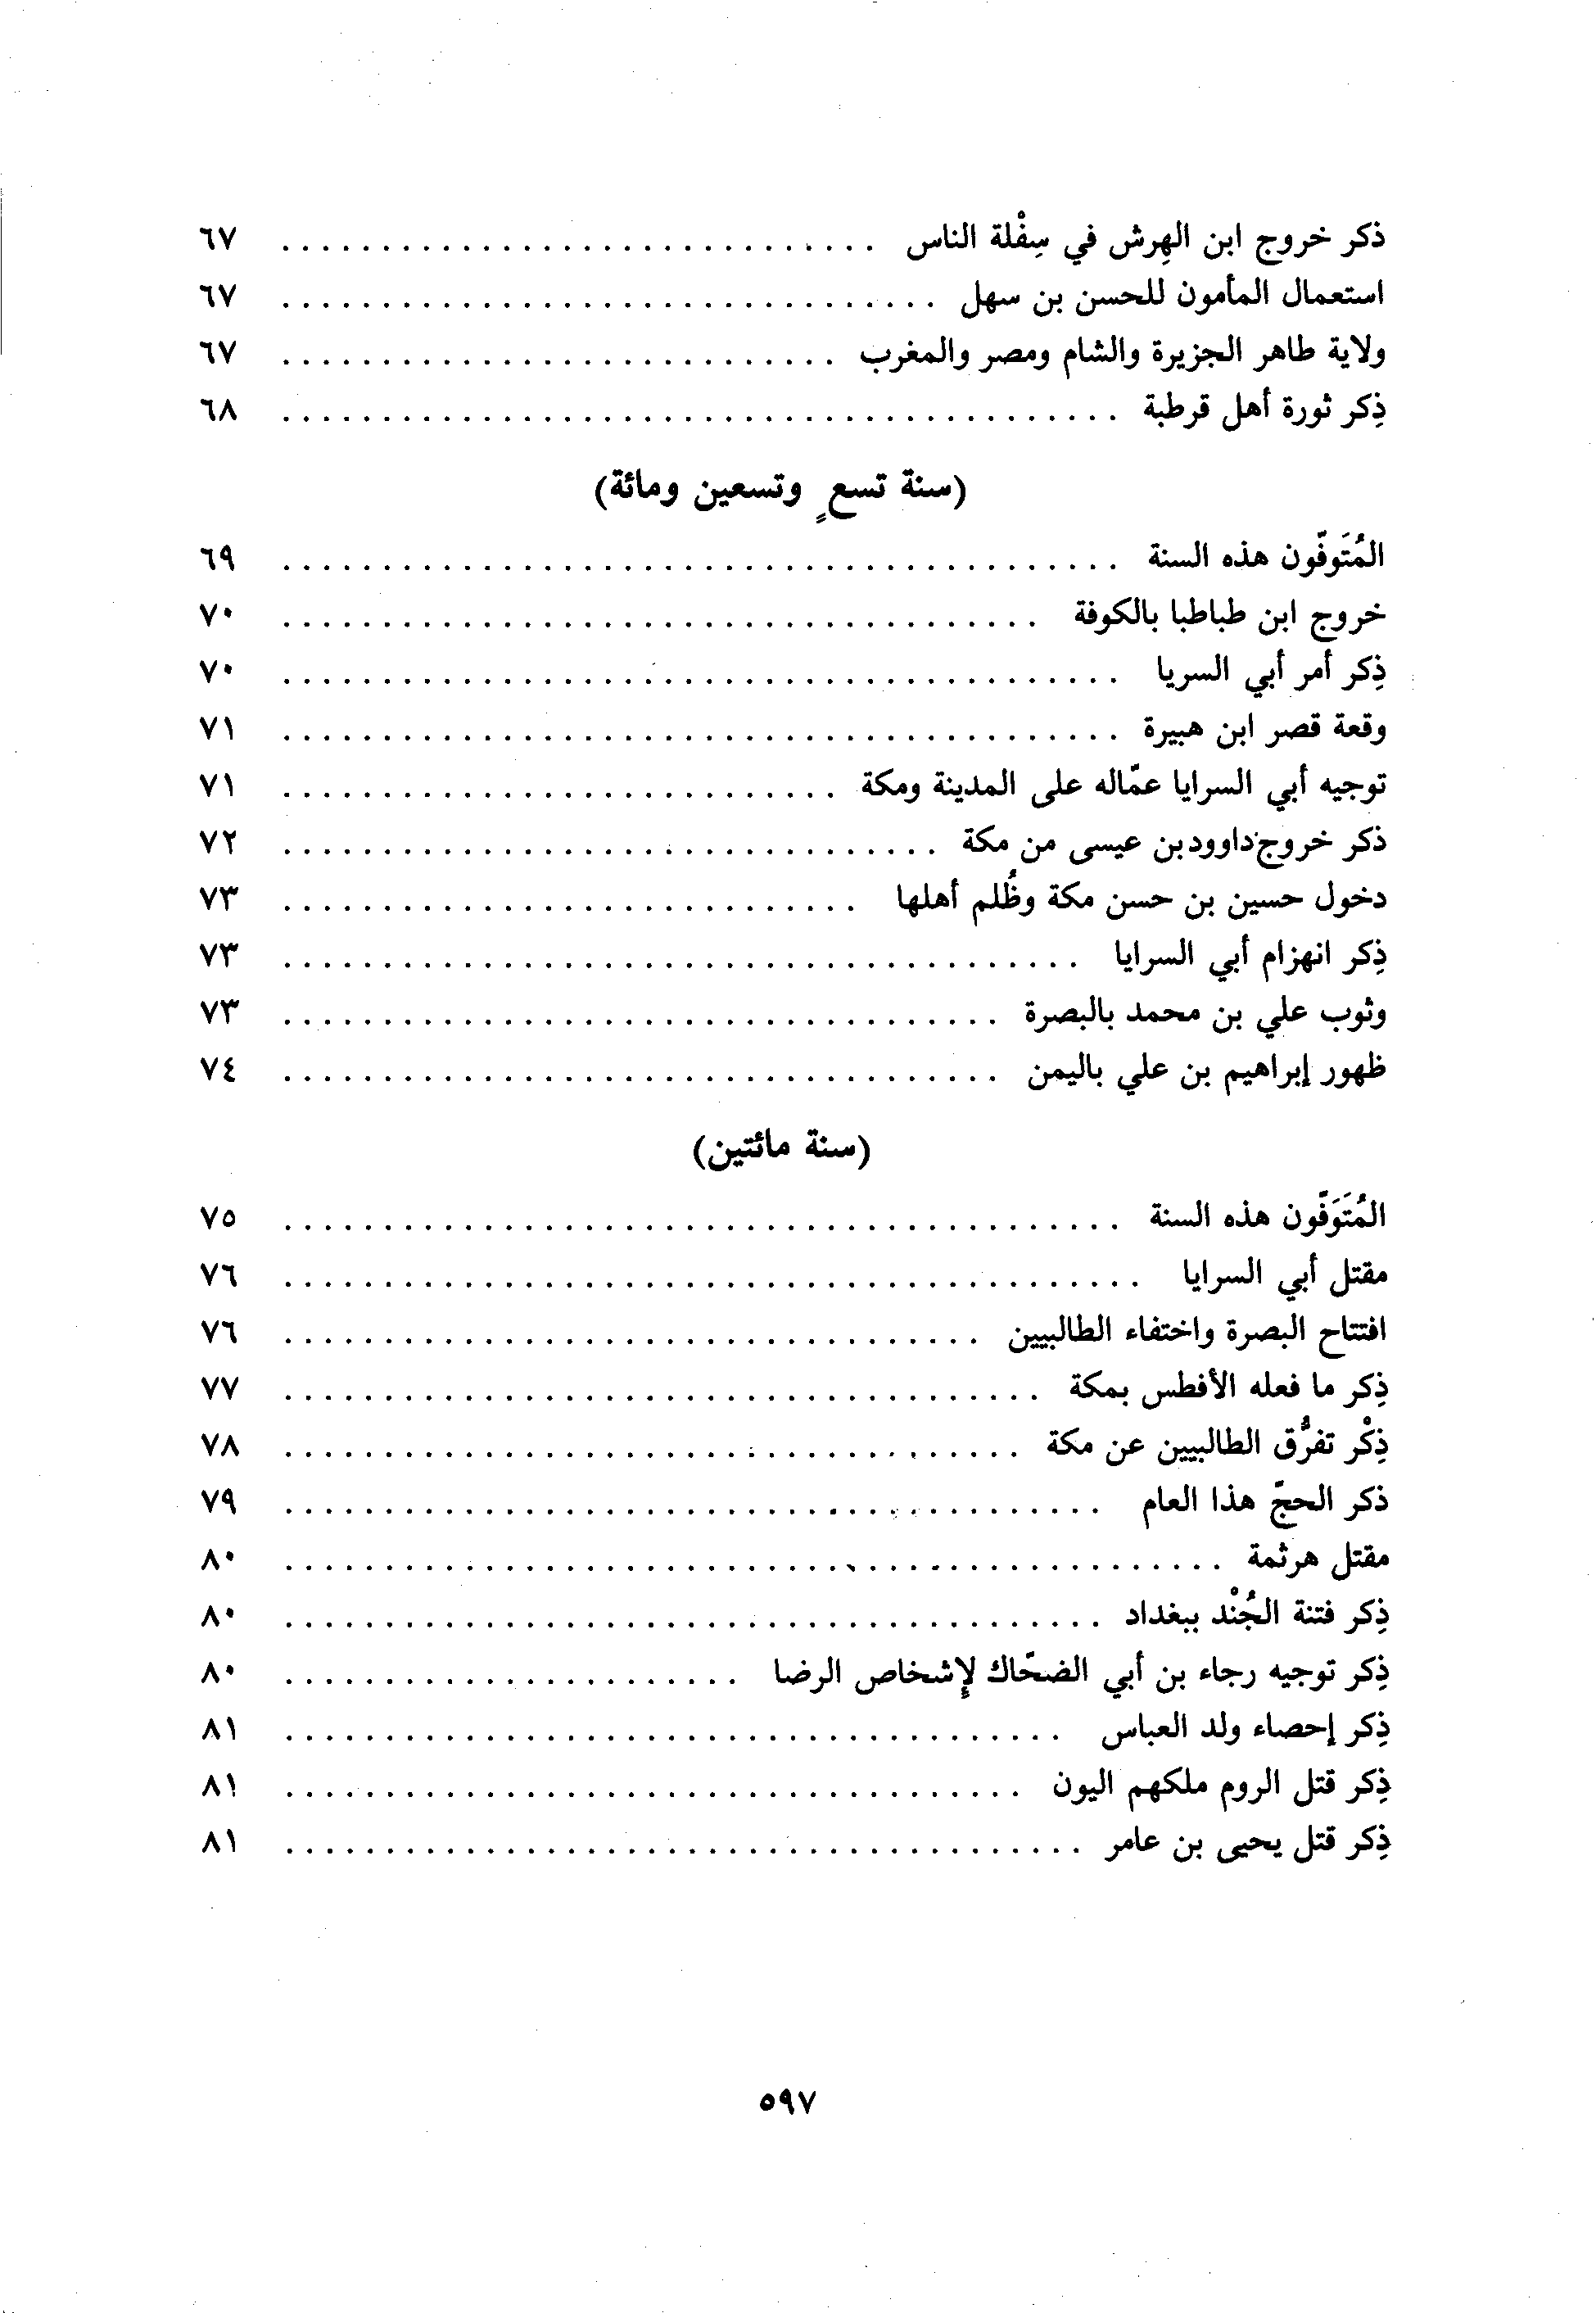 ذكر خروج ابن الهِرش في سِفْلة الناس . . . . . . . . . . . . . . . . . . . . . . . . . . . . . . ٦٧
استعمال المأمون للحسن بن سهل . . . . . . . . . . . . . . . . . . . . . . . . . . . . . . . . . ٦٧
ولاية طاهر الجزيرة والشام ومصر والمغرب . . . . . . . . . . . . . . . . . . . . . . . . . . . . ٦٧
ذِكر ثورة أهل قرطبة . . . . . . . . . . . . . . . . . . . . . . . . . . . . . . . . . . . . . . . . . . ٦٨
(سنة تسعٍ وتسعين ومائة)
المُتَوفّون هذه السنة . . . . . . . . . . . . . . . . . . . . . . . . . . . . . . . . . . . . . . . . . . ٦٩
خروج ابن طباطبا بالكوفة . . . . . . . . . . . . . . . . . . . . . . . . . . . . . . . . . . . . . . ٧٠
ذِكر أمر أبي السريا . . . . . . . . . . . . . . . . . . . . . . . . . . . . . . . . . . . . . . . . . . ٧٠
وقعة قصر ابن هبيرة . . . . . . . . . . . . . . . . . . . . . . . . . . . . . . . . . . . . . . . . . . ٧١
توجيه أبي السرايا عمّاله على المدينة ومكة . . . . . . . . . . . . . . . . . . . . . . . . . . . . ٧١
ذكر خروج داوود بن عيسى من مكة . . . . . . . . . . . . . . . . . . . . . . . . . . . . . . . . . ٧٢
دخول حسين بن حسن مكة وظُلم أهلها . . . . . . . . . . . . . . . . . . . . . . . . . . . . . ٧٣
ذِكر انهزام أبي السرايا . . . . . . . . . . . . . . . . . . . . . . . . . . . . . . . . . . . . . . . . ٧٣
وثوب علي بن محمد بالبصرة . . . . . . . . . . . . . . . . . . . . . . . . . . . . . . . . . . . . ٧٣
ظهور إبراهيم بن علي باليمن . . . . . . . . . . . . . . . . . . . . . . . . . . . . . . . . . . . . ٧٤
(سنة مائتين)
المُتَوَفّون هذه السنة . . . . . . . . . . . . . . . . . . . . . . . . . . . . . . . . . . . . . . . . . . ٧٥
مقتل أبي السرايا . . . . . . . . . . . . . . . . . . . . . . . . . . . . . . . . . . . . . . . . . . . ٧٦
افتتاح البصرة واختفاء الطالبيين . . . . . . . . . . . . . . . . . . . . . . . . . . . . . . . . . . . ٧٦
ذِكر ما فعله الأفطس بمكة . . . . . . . . . . . . . . . . . . . . . . . . . . . . . . . . . . . . . . ٧٧
ذِكْر تفرُّق الطالبيين عن مكة . . . . . . . . . . . . . . . . . . . . . . . . . . . . . . . . . . . . . ٧٨
ذكر الحجّ هذا العام . . . . . . . . . . . . . . . . . . . . . . . . . . . . . . . . . . . . . . . . . ٧٩
مقتل هرثمة . . . . . . . . . . . . . . . . . . . . . . . . . . . . . . . . . . . . . . . . . . . . . . . ٨٠
ذِكر فتنة الجُنْد ببغداد . . . . . . . . . . . . . . . . . . . . . . . . . . . . . . . . . . . . . . . . . ٨٠
ذِكر توجيه رجاء بن أبي الضحّاك لإشخاص الرضا . . . . . . . . . . . . . . . . . . . . . . . ٨٠
ذِكر إحصاء ولد العباس . . . . . . . . . . . . . . . . . . . . . . . . . . . . . . . . . . . . . . . ٨١
ذِكر قتل الروم ملكهم اليون . . . . . . . . . . . . . . . . . . . . . . . . . . . . . . . . . . . . . ٨١
ذِكر قتل يحيى بن عامر . . . . . . . . . . . . . . . . . . . . . . . . . . . . . . . . . . . . . . . . ٨١
٥٩٧